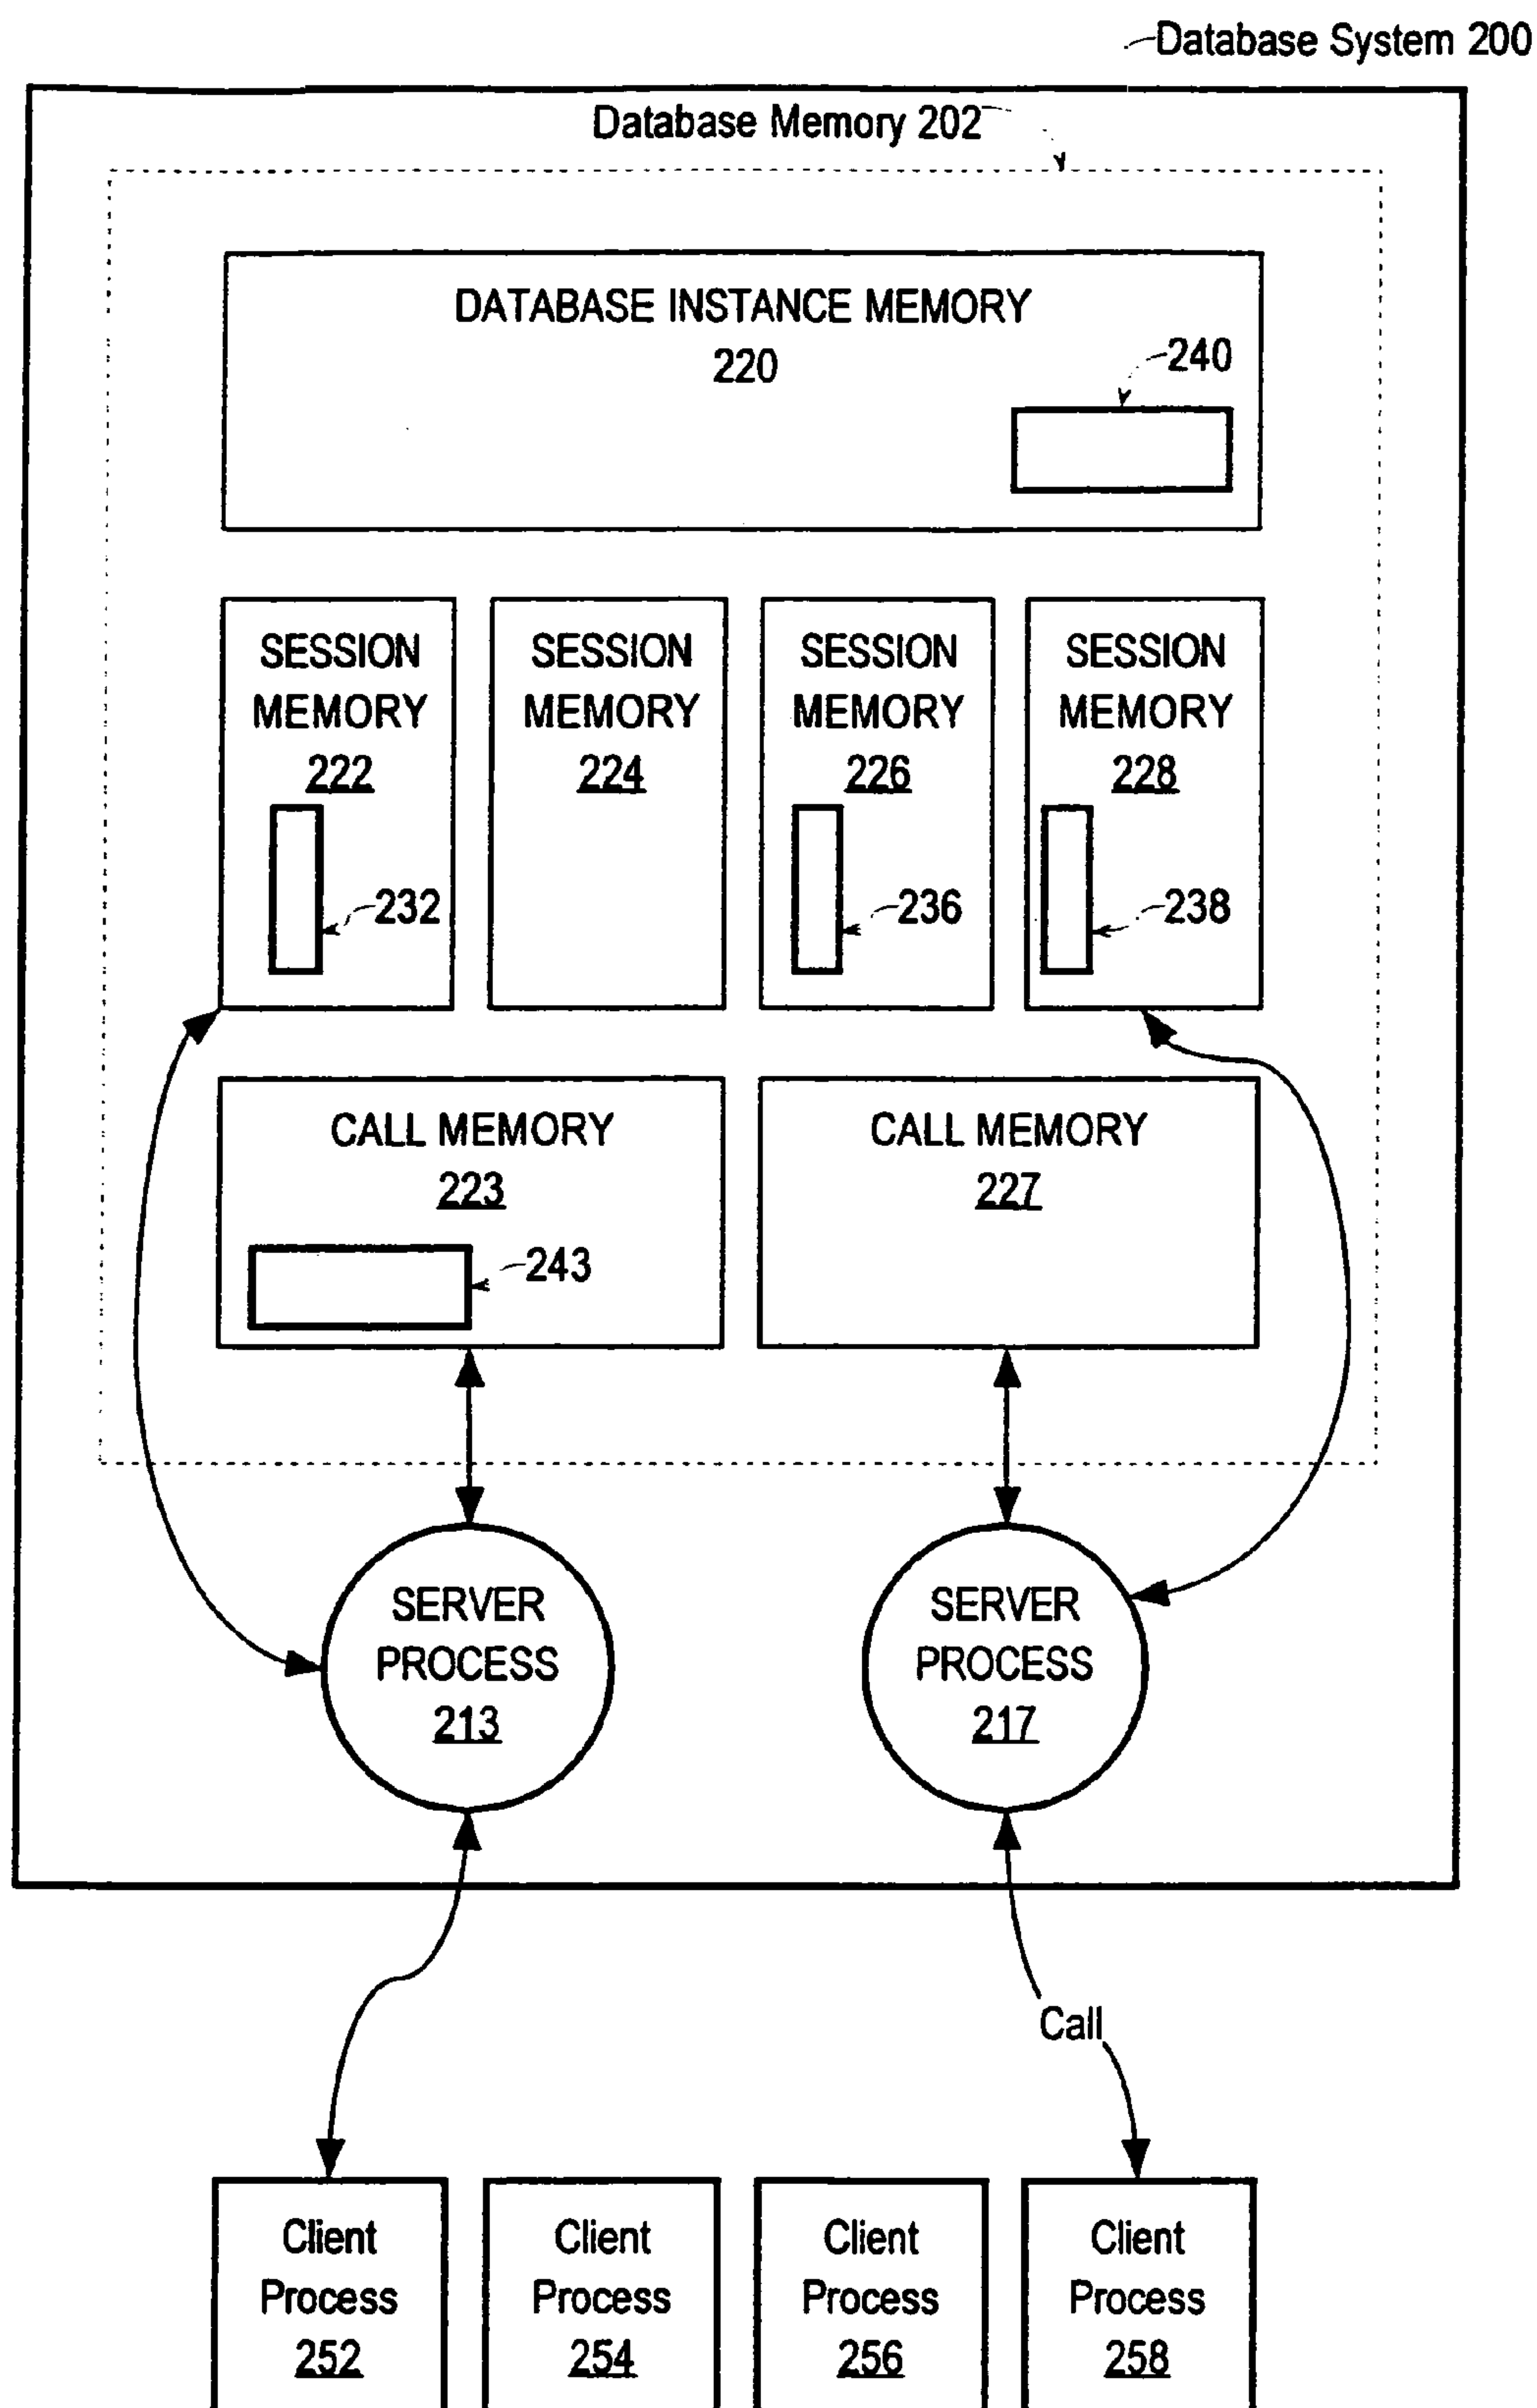 Database System 200
Database Memory 202
DATABASE INSTANCE MEMORY
220
240
SESSION
MEMORY
222
232
SESSION
MEMORY
224
SESSION
MEMORY
226
236
SESSION
MEMORY
228
238
CALL MEMORY
223
243
CALL MEMORY
227
SERVER
PROCESS
213
SERVER
PROCESS
217
Call
Client
Process
252
Client
Process
254
Client
Process
256
Client
Process
258